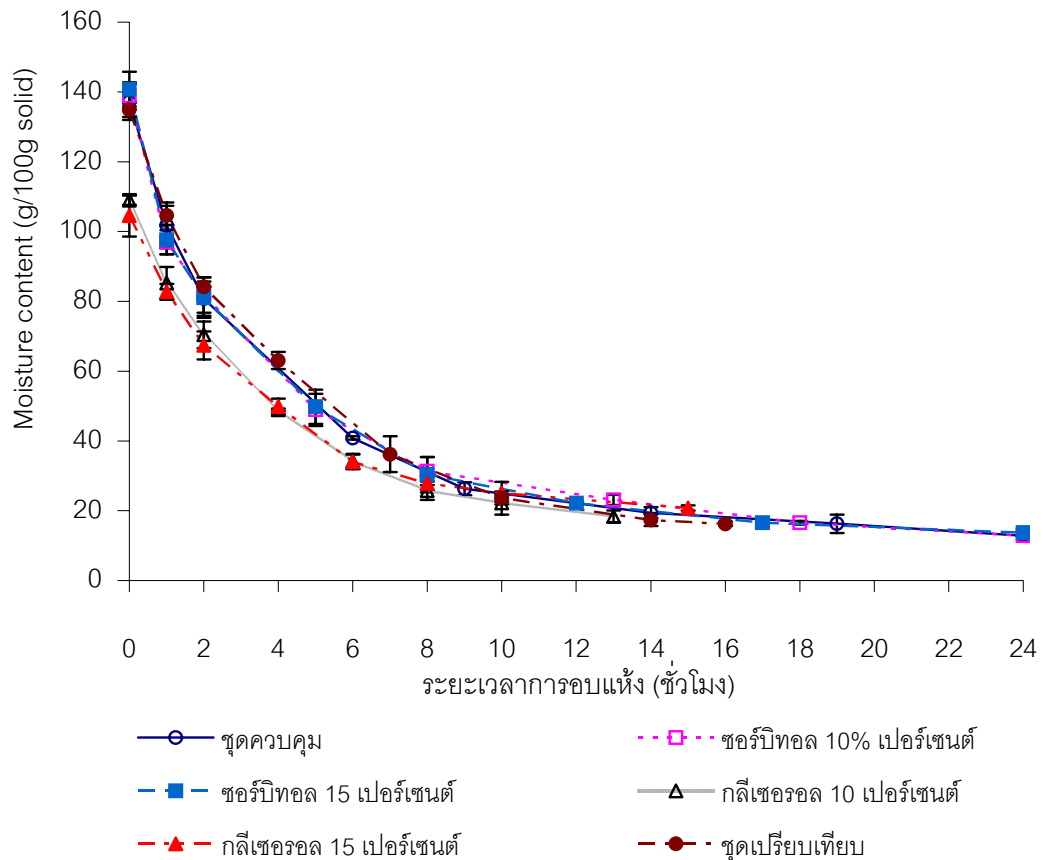 160
140
120
100
80
60
40
20
0
Moisture content (g/100g solid)
0 2 4 6 8 10 12 14 16 18 20 22 24
ระยะเวลาการอบแห้ง (ชั่วโมง)
ชุดควบคุม
ซอร์บิทอล 10% เปอร์เซนต์
ซอร์บิทอล 15 เปอร์เซนต์
กลีเซอรอล 10 เปอร์เซนต์
กลีเซอรอล 15 เปอร์เซนต์
ชุดเปรียบเทียบ